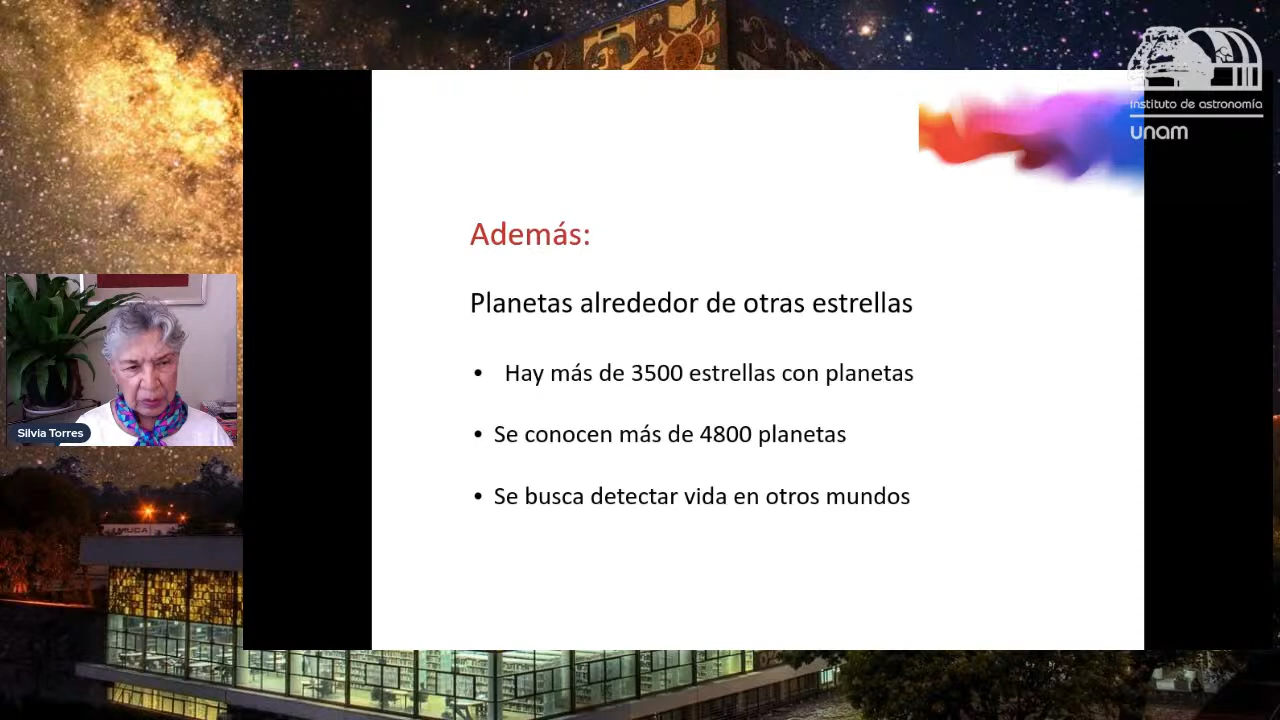 instituto de astronomía
unam
Además:
Planetas alrededor de otras estrellas
• Hay más de 3500 estrellas con planetas
• Se conocen más de 4800 planetas
• Se busca detectar vida en otros mundos
Silvia Torres
MUCA